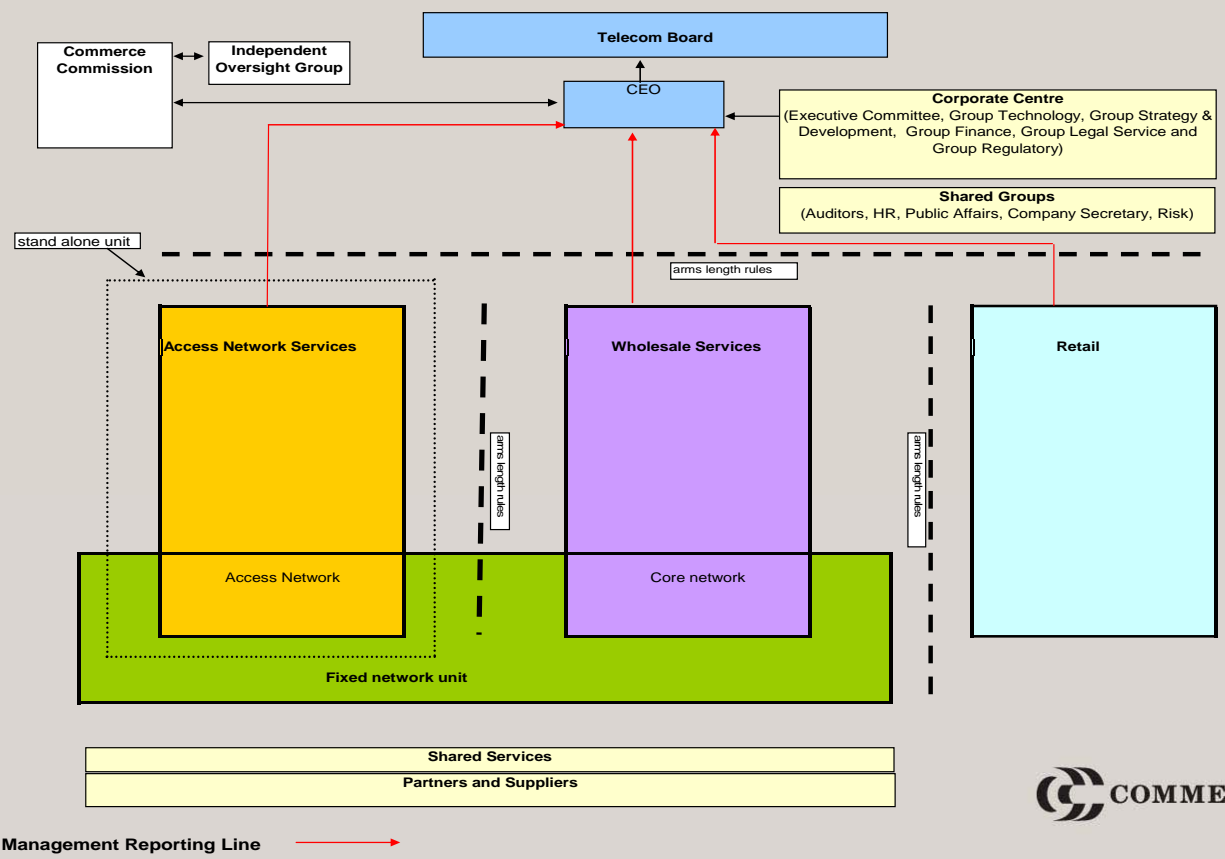 Telecom Board
Commerce
Commission
Independent
Oversight Group
CEO
Corporate Centre
(Executive Committee, Group Technology, Group Strategy &
Development, Group Finance, Group Legal Service and
Group Regulatory)
Shared Groups
(Auditors, HR, Public Affairs, Company Secretary, Risk)
stand alone unit
arms length rules
Access Network Services
Wholesale Services
Retail
arms length rules
arms length rules
Access Network
Core network
Fixed network unit
Shared Services
Partners and Suppliers
COMME
Management Reporting Line